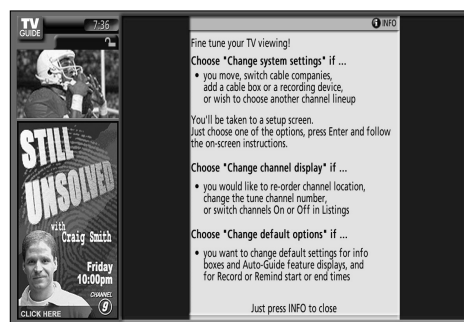 TV
GUIDE
7:36
INFO
Fine tune your TV viewing!
Choose "Change system settings" if ...
• you move, switch cable companies,
add a cable box or a recording device,
or wish to choose another channel lineup
You'll be taken to a setup screen.
Just choose one of the options, press Enter and follow
the on-screen instructions.
Choose "Change channel display" if ...
• you would like to re-order channel location,
change the tune channel number,
or switch channels On or Off in Listings
Choose "Change default options" if ...
• you want to change default settings for info
boxes and Auto-Guide feature displays, and
for Record or Remind start or end times
Just press INFO to close
STILL
UNSOLVED
with
Craig Smith
Friday
10:00pm
CHANNEL
9
CLICK HERE